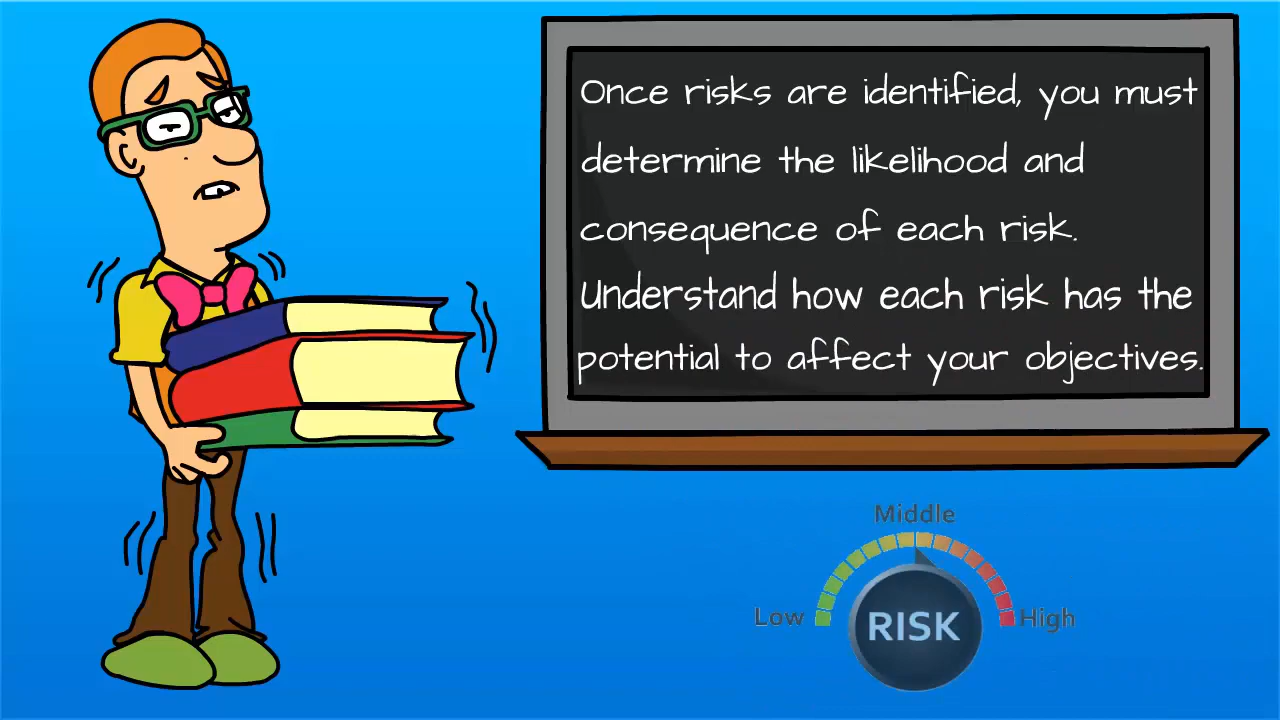 Once risks are identified, you must
determine the likelihood and
consequence of each risk.
Understand how each risk has the
potential to affect your objectives.
Middle
Low
RISK
High